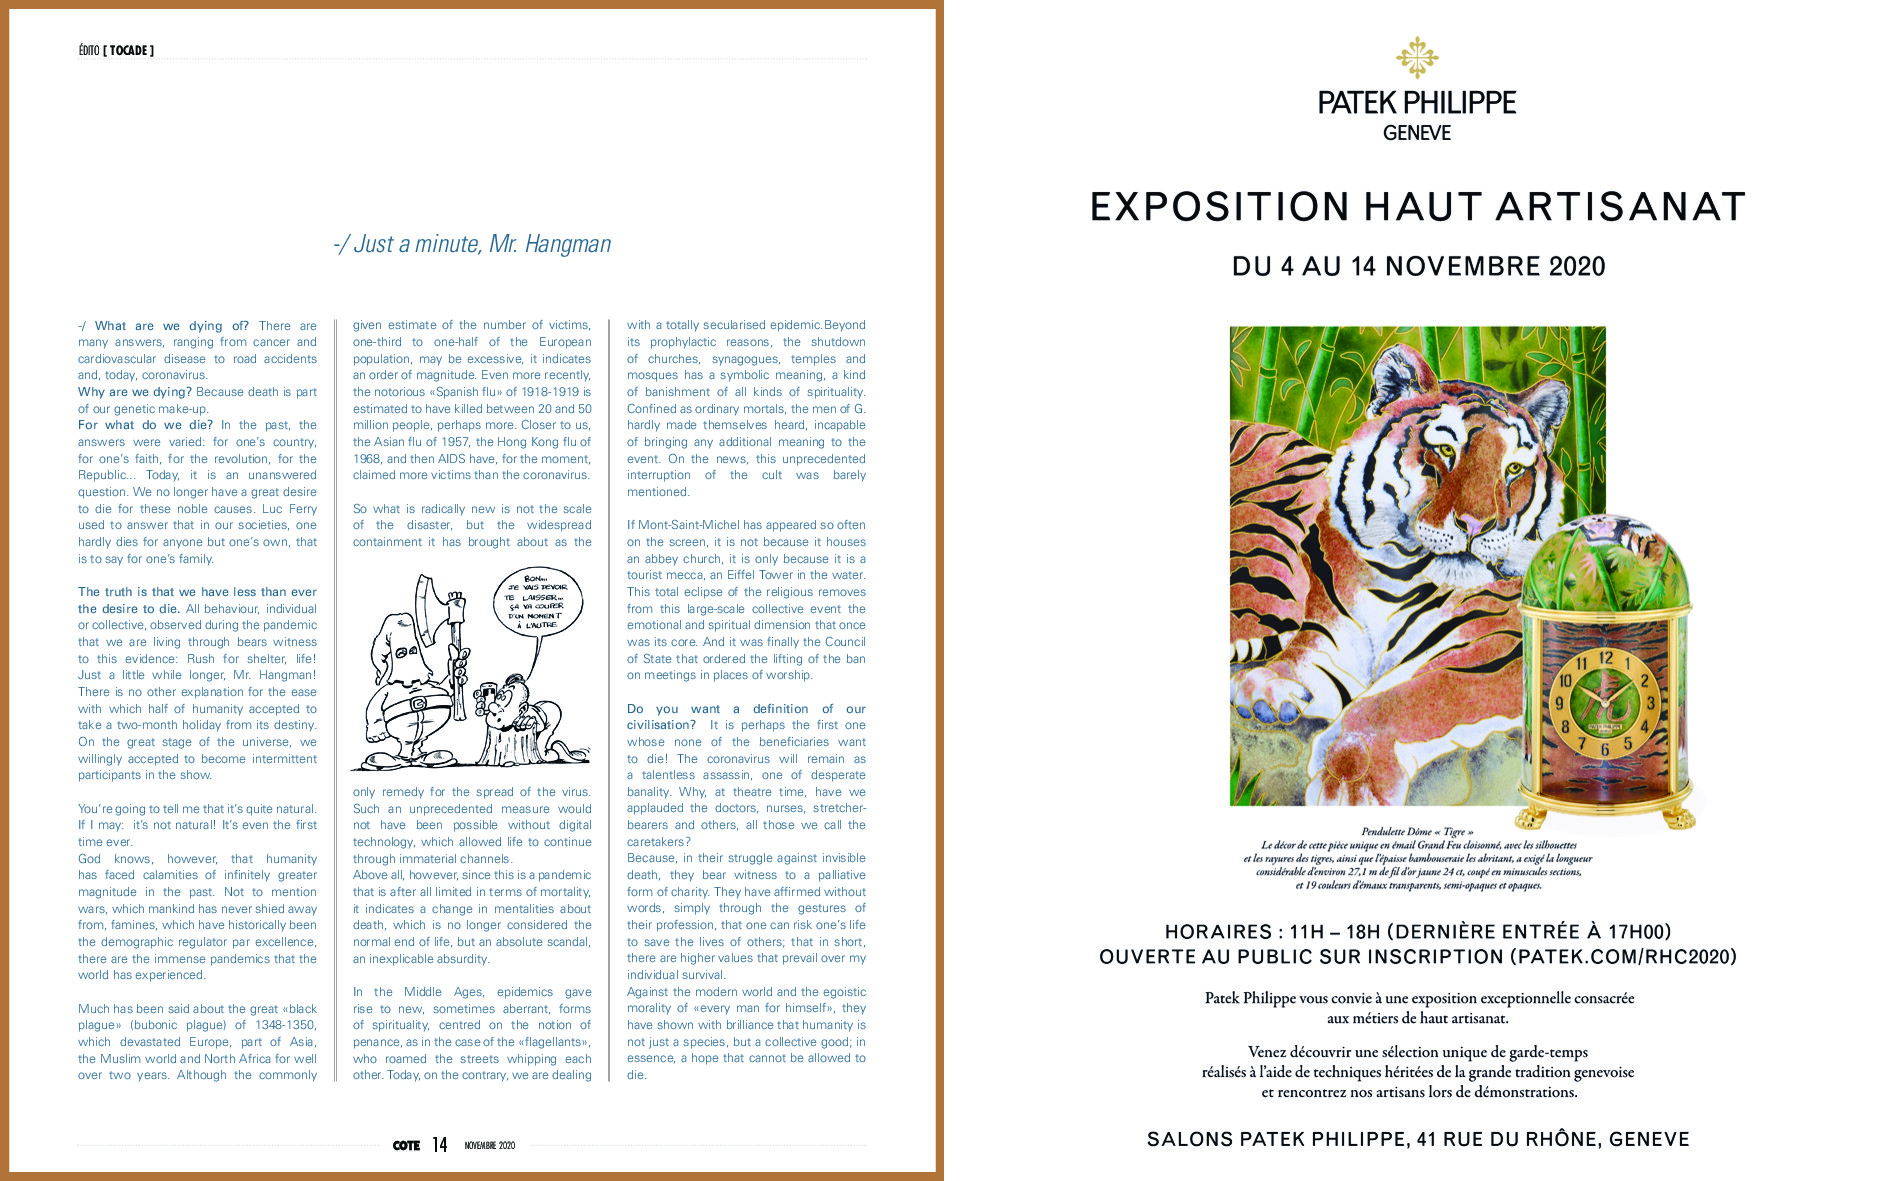 ÉDITO [ TOCADE ]
-/ Just a minute, Mr. Hangman
-/ What are we dying of? There are
many answers, ranging from cancer and
cardiovascular disease to road accidents
and, today, coronavirus.
Why are we dying? Because death is part
of our genetic make-up.
For what do we die? In the past, the
answers were varied: for one's country,
for one's faith, for the revolution, for the
Republic... Today, it is an unanswered
question. We no longer have a great desire
to die for these noble causes. Luc Ferry
used to answer that in our societies, one
hardly dies for anyone but one's own, that
is to say for one's family.
The truth is that we have less than ever
the desire to die. All behaviour, individual
or collective, observed during the pandemic
that we are living through bears witness
to this evidence: Rush for shelter, life!
Just a little while longer, Mr. Hangman!
There is no other explanation for the ease
with which half of humanity accepted to
take a two-month holiday from its destiny.
On the great stage of the universe, we
willingly accepted to become intermittent
participants in the show.
You're going to tell me that it's quite natural.
If I may: it's not natural! It's even the first
time ever.
God knows, however, that humanity
has faced calamities of infinitely greater
magnitude in the past. Not to mention
wars, which mankind has never shied away
from, famines, which have historically been
the demographic regulator par excellence,
there are the immense pandemics that the
world has experienced.
Much has been said about the great «black
plague» (bubonic plague) of 1348-1350,
which devastated Europe, part of Asia,
the Muslim world and North Africa for well
over two years. Although the commonly
given estimate of the number of victims,
one-third to one-half of the European
population, may be excessive, it indicates
an order of magnitude. Even more recently,
the notorious «Spanish flu» of 1918-1919 is
estimated to have killed between 20 and 50
million people, perhaps more. Closer to us,
the Asian flu of 1957, the Hong Kong flu of
1968, and then AIDS have, for the moment,
claimed more victims than the coronavirus.
So what is radically new is not the scale
of the disaster, but the widespread
containment it has brought about as the
BON...
JE VAIS DEVOIR
TE LAISSER...
ÇA VA COUPER
D'UN MOMENT
À L'AUTRE
only remedy for the spread of the virus.
Such an unprecedented measure would
not have been possible without digital
technology, which allowed life to continue
through immaterial channels.
Above all, however, since this is a pandemic
that is after all limited in terms of mortality,
it indicates a change in mentalities about
death, which is no longer considered the
normal end of life, but an absolute scandal,
an inexplicable absurdity.
In the Middle Ages, epidemics gave
rise to new, sometimes aberrant, forms
of spirituality, centred on the notion of
penance, as in the case of the «flagellants»,
who roamed the streets whipping each
other. Today, on the contrary, we are dealing
with a totally secularised epidemic.Beyond
its prophylactic reasons, the shutdown
of churches, synagogues, temples and
mosques has a symbolic meaning, a kind
of banishment of all kinds of spirituality.
Confined as ordinary mortals, the men of G.
hardly made themselves heard, incapable
of bringing any additional meaning to the
event. On the news, this unprecedented
interruption of the cult was barely
mentioned.
If Mont-Saint-Michel has appeared so often
on the screen, it is not because it houses
an abbey church, it is only because it is a
tourist mecca, an Eiffel Tower in the water.
This total eclipse of the religious removes
from this large-scale collective event the
emotional and spiritual dimension that once
was its core. And it was finally the Council
of State that ordered the lifting of the ban
on meetings in places of worship.
Do you want a definition of our
civilisation? It is perhaps the first one
whose none of the beneficiaries want
to die! The coronavirus will remain as
a talentless assassin, one of desperate
banality. Why, at theatre time, have we
applauded the doctors, nurses, stretcher-
bearers and others, all those we call the
caretakers?
Because, in their struggle against invisible
death, they bear witness to a palliative
form of charity. They have affirmed without
words, simply through the gestures of
their profession, that one can risk one's life
to save the lives of others; that in short,
there are higher values that prevail over my
individual survival.
Against the modern world and the egoistic
morality of «every man for himself», they
have shown with brilliance that humanity is
not just a species, but a collective good; in
essence, a hope that cannot be allowed to
die.
COTE 14 NOVEMBRE 2020
PATEK PHILIPPE
GENEVE
EXPOSITION HAUT ARTISANAT
DU 4 AU 14 NOVEMBRE 2020
12 1 2 3 4 5 6 7 8 9 10 11
虎
PATEK PHILIPPE
Pendulette Dôme « Tigre »
Le décor de cette pièce unique en émail Grand Feu cloisonné, avec les silhouettes
et les rayures des tigres, ainsi que l'épaisse bambouseraie les abritant, a exigé la longueur
considérable d'environ 27,1 m de fil d'or jaune 24 ct, coupé en minuscules sections,
et 19 couleurs d'émaux transparents, semi-opaques et opaques.
HORAIRES : 11H – 18H (DERNIÈRE ENTRÉE À 17H00)
OUVERTE AU PUBLIC SUR INSCRIPTION (PATEK.COM/RHC2020)
Patek Philippe vous convie à une exposition exceptionnelle consacrée
aux métiers de haut artisanat.
Venez découvrir une sélection unique de garde-temps
réalisés à l'aide de techniques héritées de la grande tradition genevoise
et rencontrez nos artisans lors de démonstrations.
SALONS PATEK PHILIPPE, 41 RUE DU RHÔNE, GENEVE